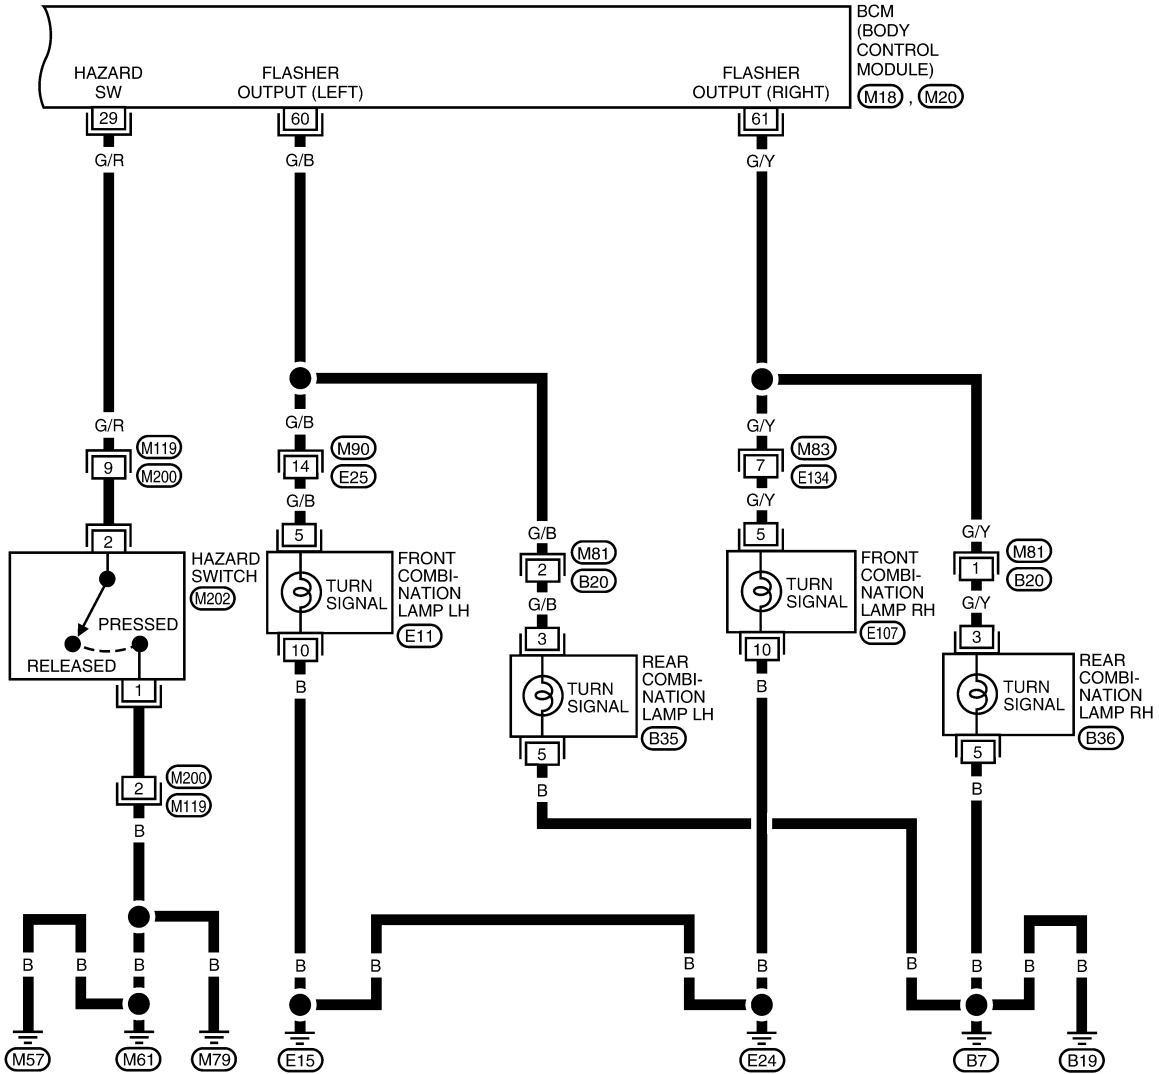 BCM
(BODY
CONTROL
MODULE)
M18 , M20
HAZARD
SW
FLASHER
OUTPUT (LEFT)
FLASHER
OUTPUT (RIGHT)
29
60
61
G/R
G/B
G/Y
G/R
G/B
G/Y
9
M119
M200
14
M90
E25
7
M83
E134
G/B
G/Y
2
5
5
G/B
G/Y
HAZARD
SWITCH
M202
PRESSED
RELEASED
1
TURN
SIGNAL
FRONT
COMBI-
NATION
LAMP LH
E11
10
2
M81
B20
G/B
3
TURN
SIGNAL
FRONT
COMBI-
NATION
LAMP RH
E107
10
1
M81
B20
G/Y
3
B
TURN
SIGNAL
REAR
COMBI-
NATION
LAMP LH
B35
5
B
B
TURN
SIGNAL
REAR
COMBI-
NATION
LAMP RH
B36
5
B
2
M200
M119
B
B
B
B
B
B
B
B
B
B
B
B
B
M57
M61
M79
E15
E24
B7
B19